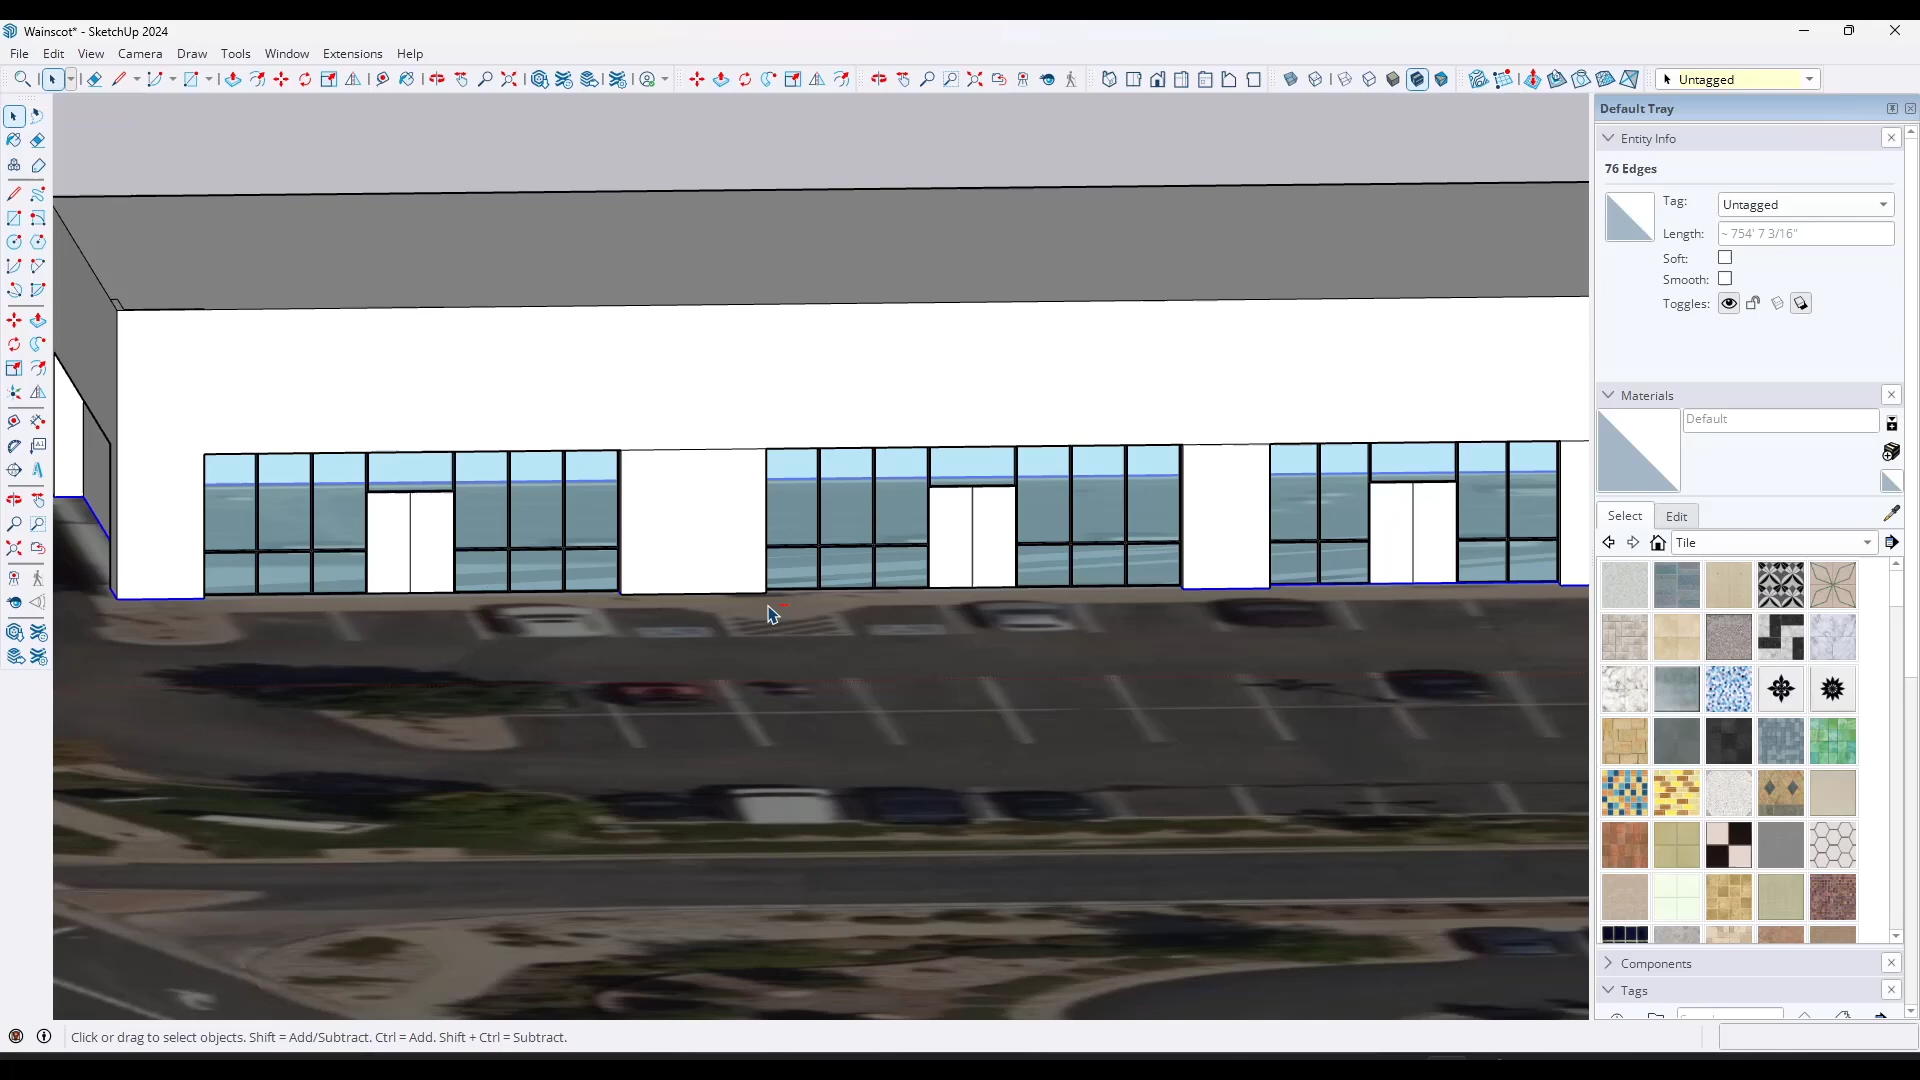 Wainscot* - SketchUp 2024
File Edit View Camera Draw Tools Window Extensions Help
Untagged
Default Tray
Entity Info
76 Edges
Tag: Untagged
Length: ~ 754' 7 3/16"
Soft:
Smooth:
Toggles:
Materials
Default
Select Edit
Tile
Components
Tags
Click or drag to select objects. Shift = Add/Subtract. Ctrl = Add. Shift + Ctrl = Subtract.